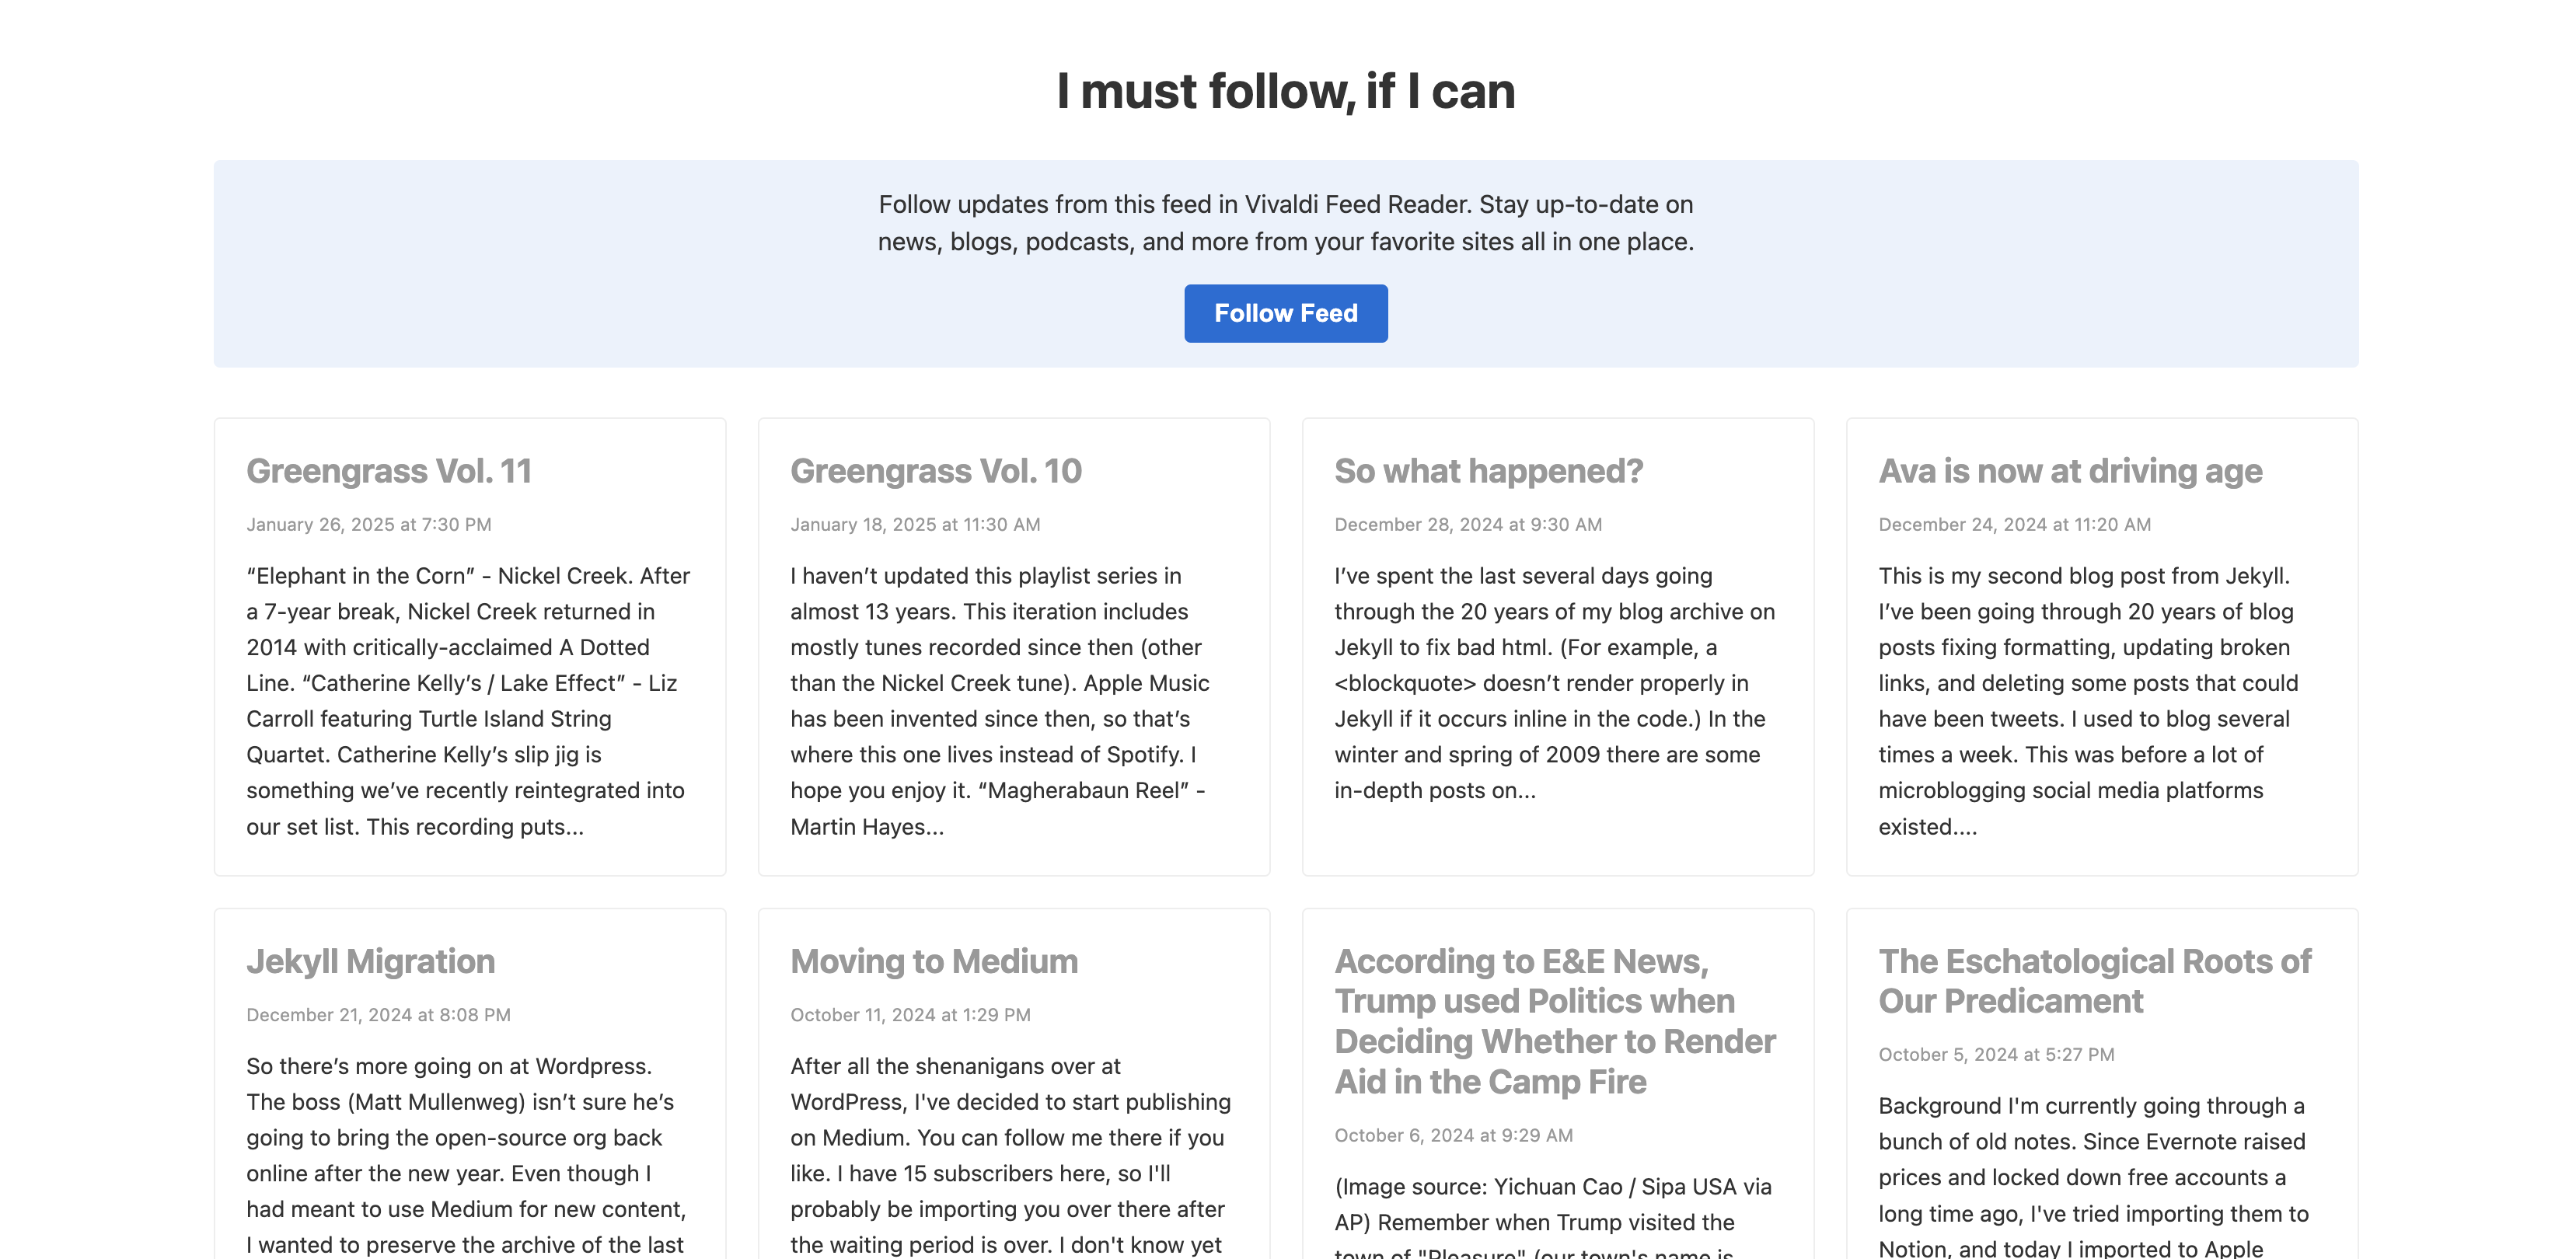 I must follow, if I can
Follow updates from this feed in Vivaldi Feed Reader. Stay up-to-date on
news, blogs, podcasts, and more from your favorite sites all in one place.
Follow Feed
Greengrass Vol. 11
January 26, 2025 at 7:30 PM
“Elephant in the Corn” - Nickel Creek. After
a 7-year break, Nickel Creek returned in
2014 with critically-acclaimed A Dotted
Line. “Catherine Kelly’s / Lake Effect” - Liz
Carroll featuring Turtle Island String
Quartet. Catherine Kelly’s slip jig is
something we’ve recently reintegrated into
our set list. This recording puts...
Greengrass Vol. 10
January 18, 2025 at 11:30 AM
I haven’t updated this playlist series in
almost 13 years. This iteration includes
mostly tunes recorded since then (other
than the Nickel Creek tune). Apple Music
has been invented since then, so that’s
where this one lives instead of Spotify. I
hope you enjoy it. “Magherabaun Reel” -
Martin Hayes...
So what happened?
December 28, 2024 at 9:30 AM
I’ve spent the last several days going
through the 20 years of my blog archive on
Jekyll to fix bad html. (For example, a
<blockquote> doesn’t render properly in
Jekyll if it occurs inline in the code.) In the
winter and spring of 2009 there are some
in-depth posts on...
Ava is now at driving age
December 24, 2024 at 11:20 AM
This is my second blog post from Jekyll.
I’ve been going through 20 years of blog
posts fixing formatting, updating broken
links, and deleting some posts that could
have been tweets. I used to blog several
times a week. This was before a lot of
microblogging social media platforms
existed....
Jekyll Migration
December 21, 2024 at 8:08 PM
So there’s more going on at Wordpress.
The boss (Matt Mullenweg) isn’t sure he’s
going to bring the open-source org back
online after the new year. Even though I
had meant to use Medium for new content,
I wanted to preserve the archive of the last
Moving to Medium
October 11, 2024 at 1:29 PM
After all the shenanigans over at
WordPress, I've decided to start publishing
on Medium. You can follow me there if you
like. I have 15 subscribers here, so I'll
probably be importing you over there after
the waiting period is over. I don't know yet
According to E&E News,
Trump used Politics when
Deciding Whether to Render
Aid in the Camp Fire
October 6, 2024 at 9:29 AM
(Image source: Yichuan Cao / Sipa USA via
AP) Remember when Trump visited the
town of "Pleasure" (our town's name is
The Eschatological Roots of
Our Predicament
October 5, 2024 at 5:27 PM
Background I'm currently going through a
bunch of old notes. Since Evernote raised
prices and locked down free accounts a
long time ago, I've tried importing them to
Notion, and today I imported to Apple